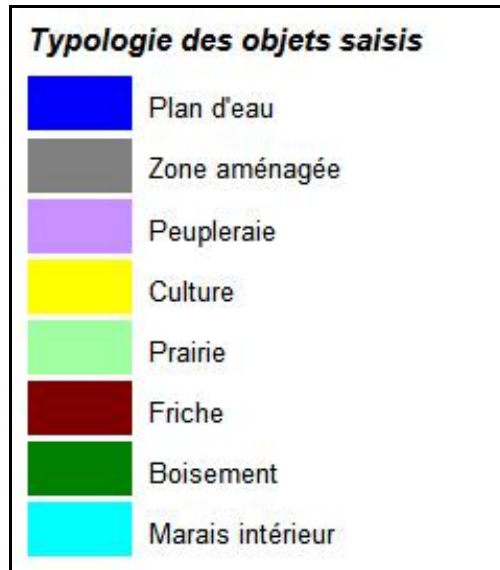 Typologie des objets saisis
Plan d'eau
Zone aménagée
Peupleraie
Culture
Prairie
Friche
Boisement
Marais intérieur